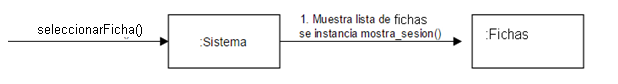 seleccionarFicha()
:Sistema
1. Muestra lista de fichas
se instancia mostra_sesion()
:Fichas